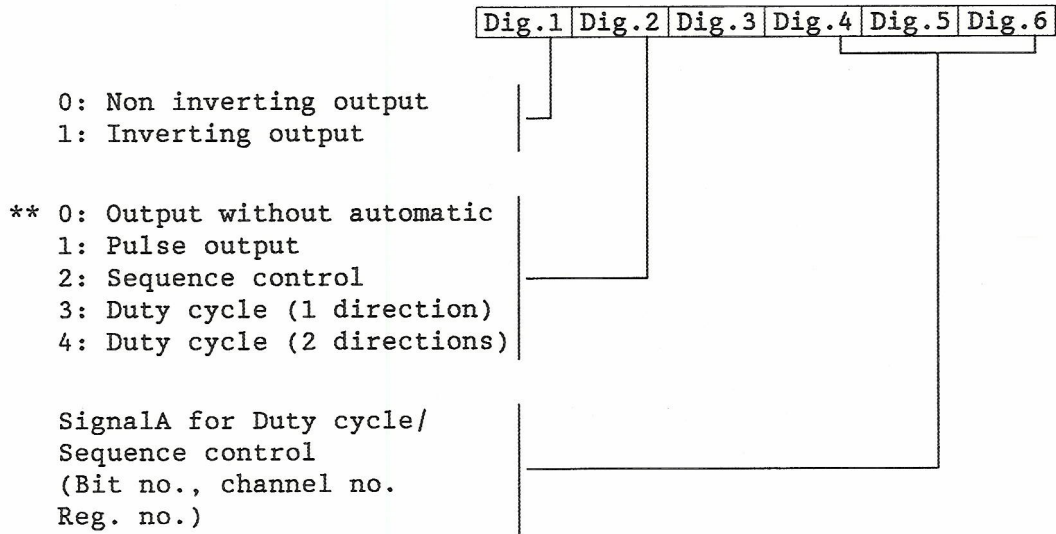 Dig.1 Dig.2 Dig.3 Dig.4 Dig.5 Dig.6
0: Non inverting output
1: Inverting output
** 0: Output without automatic
1: Pulse output
2: Sequence control
3: Duty cycle (1 direction)
4: Duty cycle (2 directions)
SignalA for Duty cycle/
Sequence control
(Bit no., channel no.
Reg. no.)